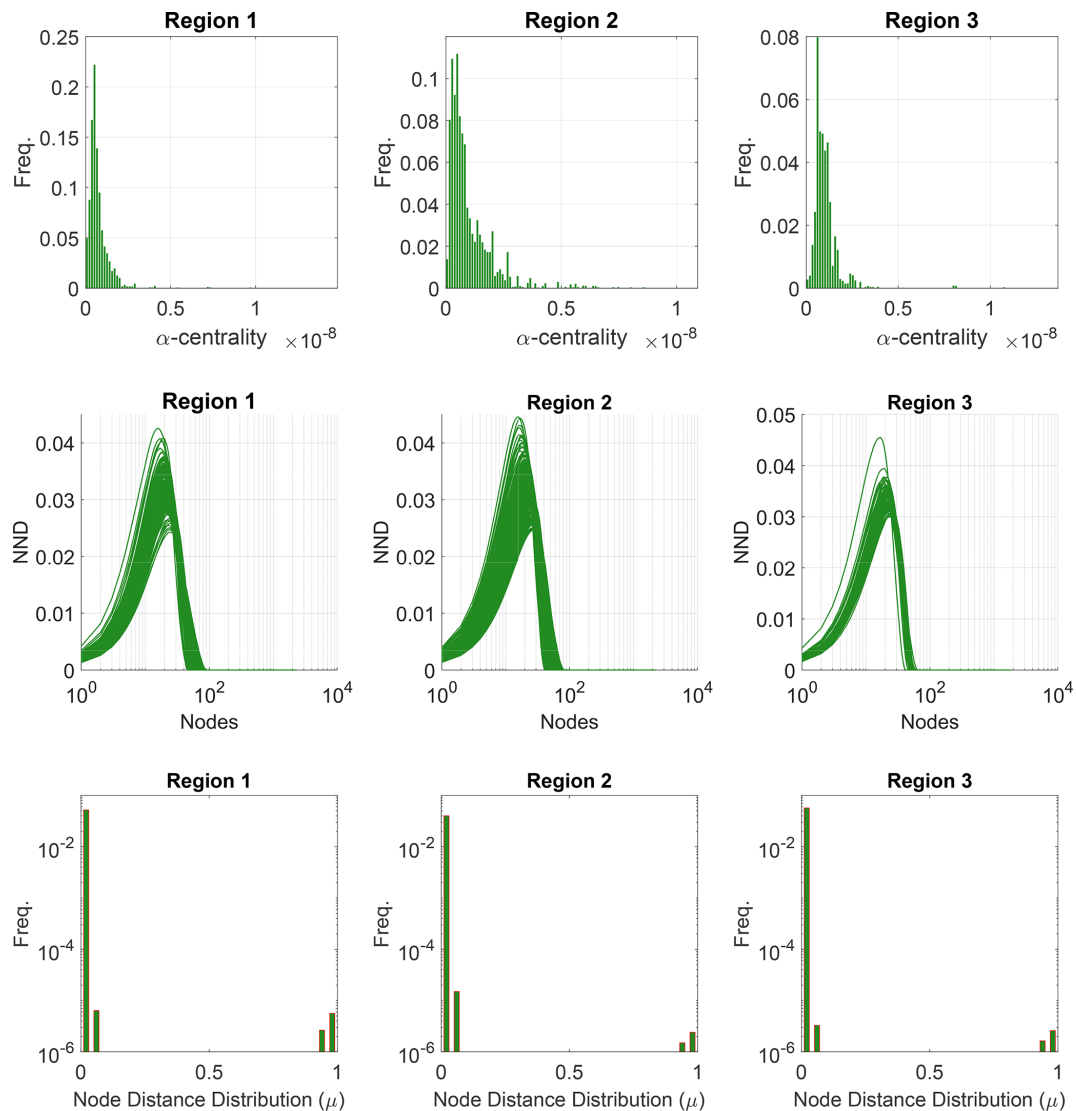 Region 1
Region 2
Region 3
0.25
0.2
0.15
0.1
0.05
0
Freq.
0 0.5 1
α-centrality ×10-8
0.1
0.08
0.06
0.04
0.02
0
Freq.
0 0.5 1
α-centrality ×10-8
0.08
0.06
0.04
0.02
0
Freq.
0 0.5 1
α-centrality ×10-8
Region 1
Region 2
Region 3
0.04
0.03
0.02
0.01
0
NND
10^0 10^2 10^4
Nodes
0.04
0.03
0.02
0.01
0
NND
10^0 10^2 10^4
Nodes
0.05
0.04
0.03
0.02
0.01
0
NND
10^0 10^2 10^4
Nodes
Region 1
Region 2
Region 3
10^-2
10^-4
10^-6
Freq.
0 0.5 1
Node Distance Distribution (μ)
10^-2
10^-4
10^-6
Freq.
0 0.5 1
Node Distance Distribution (μ)
10^-2
10^-4
10^-6
Freq.
0 0.5 1
Node Distance Distribution (μ)